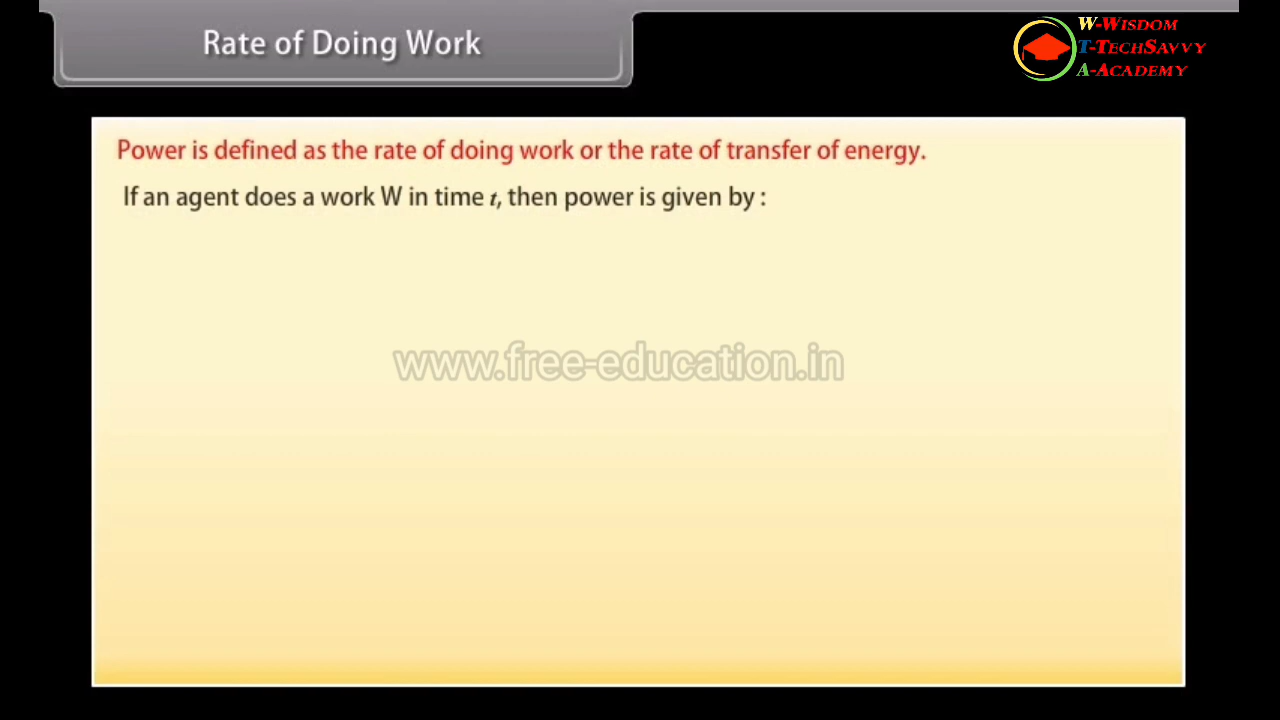 Rate of Doing Work
W-Wisdom
T-TechSavvy
A-Academy
Power is defined as the rate of doing work or the rate of transfer of energy.
If an agent does a work W in time t, then power is given by :
www.free-education.in